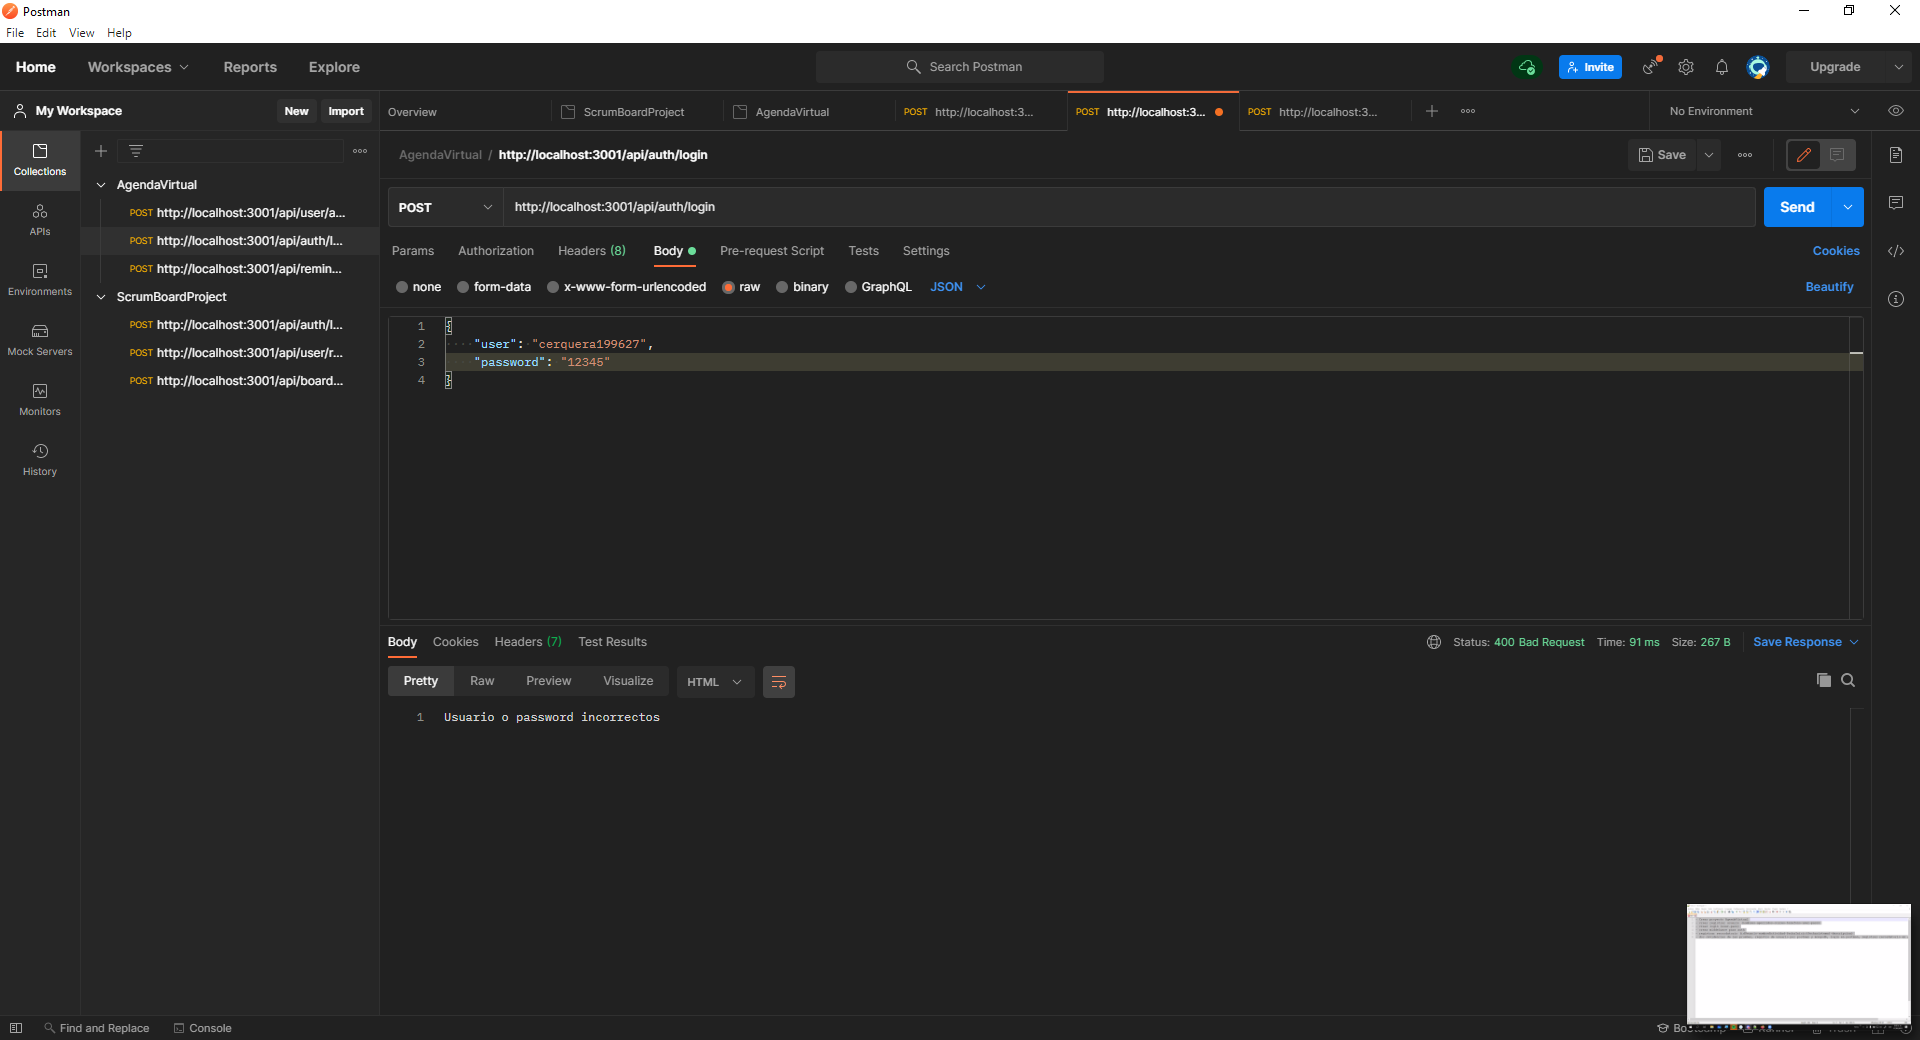 Postman
File Edit View Help
Home Workspaces Reports Explore
Search Postman
Invite
Upgrade
My Workspace
New Import
Overview
ScrumBoardProject
AgendaVirtual
POST http://localhost:3...
POST http://localhost:3...
POST http://localhost:3...
No Environment
Collections
APIs
Environments
Mock Servers
Monitors
History
AgendaVirtual
POST http://localhost:3001/api/user/a...
POST http://localhost:3001/api/auth/l...
POST http://localhost:3001/api/remin...
ScrumBoardProject
POST http://localhost:3001/api/auth/l...
POST http://localhost:3001/api/user/r...
POST http://localhost:3001/api/board...
AgendaVirtual / http://localhost:3001/api/auth/login
Save
POST http://localhost:3001/api/auth/login
Send
Params Authorization Headers (8) Body Pre-request Script Tests Settings
Cookies
none form-data x-www-form-urlencoded raw binary GraphQL JSON
Beautify
1 {
2 "user": "cerquera199627",
3 "password": "12345"
4 }
Body Cookies Headers (7) Test Results
Status: 400 Bad Request Time: 91 ms Size: 267 B Save Response
Pretty Raw Preview Visualize HTML
1 Usuario o password incorrectos
Find and Replace Console